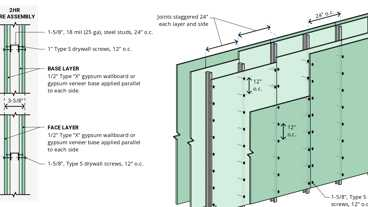 2HR
RE ASSEMBLY
1-5/8", 18 mil (25 ga), steel studs, 24" o.c.
1" Type S drywall screws, 12" o.c.
BASE LAYER
1/2" Type "X" gypsum wallboard or
gypsum veneer base applied parallel
to each side.
3-5/8"
FACE LAYER
1/2" Type "X" gypsum wallboard or
gypsum veneer base applied parallel
to each side.
1-5/8", Type S drywall screws, 12" o.c.
Joints staggered 24"
each layer and side
24" o.c.
12"
o.c.
12"
o.c.
1-5/8", Type S
screws, 12" o.c.